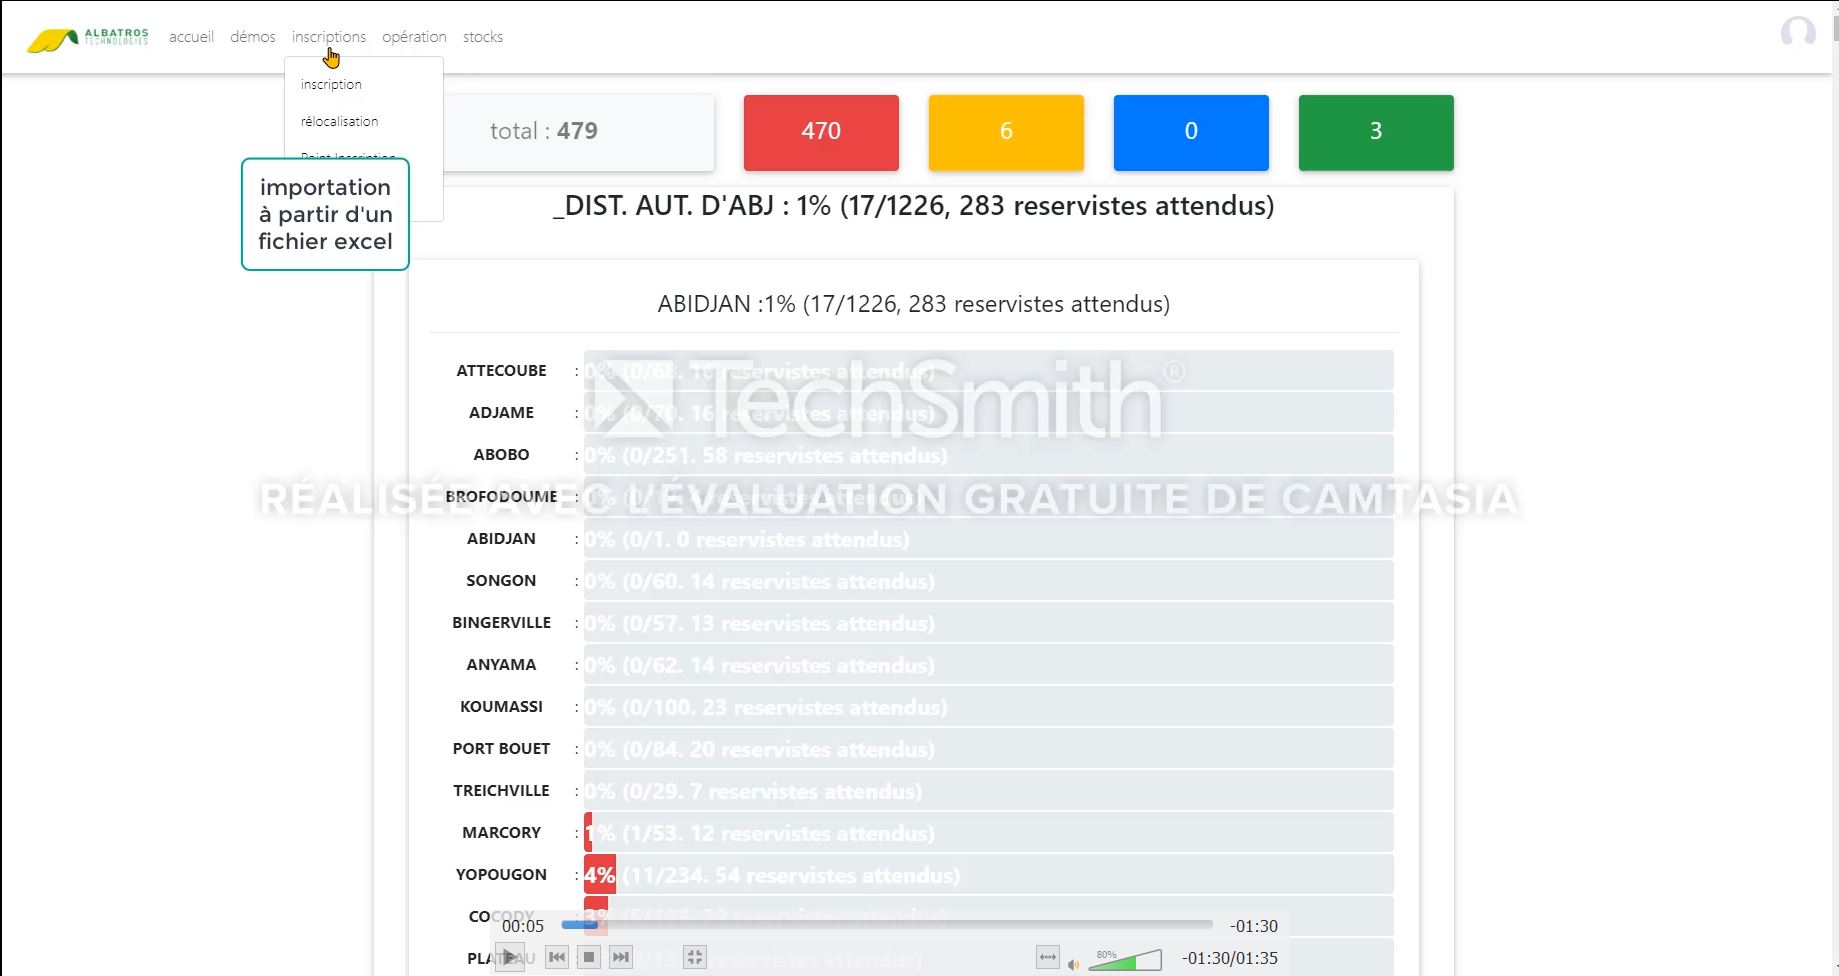 ALBATROS
TECHNOLOGIES
accueil démos inscriptions opération stocks
inscription
rélocalisation
Point Inscription
importation
à partir d'un
fichier excel
total : 479
470
6
0
3
_DIST. AUT. D'ABJ : 1% (17/1226, 283 reservistes attendus)
ABIDJAN :1% (17/1226, 283 reservistes attendus)
ATTECOUBE : 0% (0/68. 16 reservistes attendus)
TechSmith®
ADJAME : 0% (0/70. 16 reservistes attendus)
ABOBO : 0% (0/251. 58 reservistes attendus)
BROFODOUME : reservistes attendus)
RÉALISÉE AVEC L'ÉVALUATION GRATUITE DE CAMTASIA
ABIDJAN : 0% (0/1. 0 reservistes attendus)
SONGON : 0% (0/60. 14 reservistes attendus)
BINGERVILLE : 0% (0/57. 13 reservistes attendus)
ANYAMA : 0% (0/62. 14 reservistes attendus)
KOUMASSI : 0% (0/100. 23 reservistes attendus)
PORT BOUET : 0% (0/84. 20 reservistes attendus)
TREICHVILLE : 0% (0/29. 7 reservistes attendus)
MARCORY : 1% (1/53. 12 reservistes attendus)
YOPOUGON : 4% (11/234. 54 reservistes attendus)
COCODY : 3% (5/126. 29 reservistes attendus)
00:05
-01:30
PLATEAU : reservistes attendus)
80%
-01:30/01:35